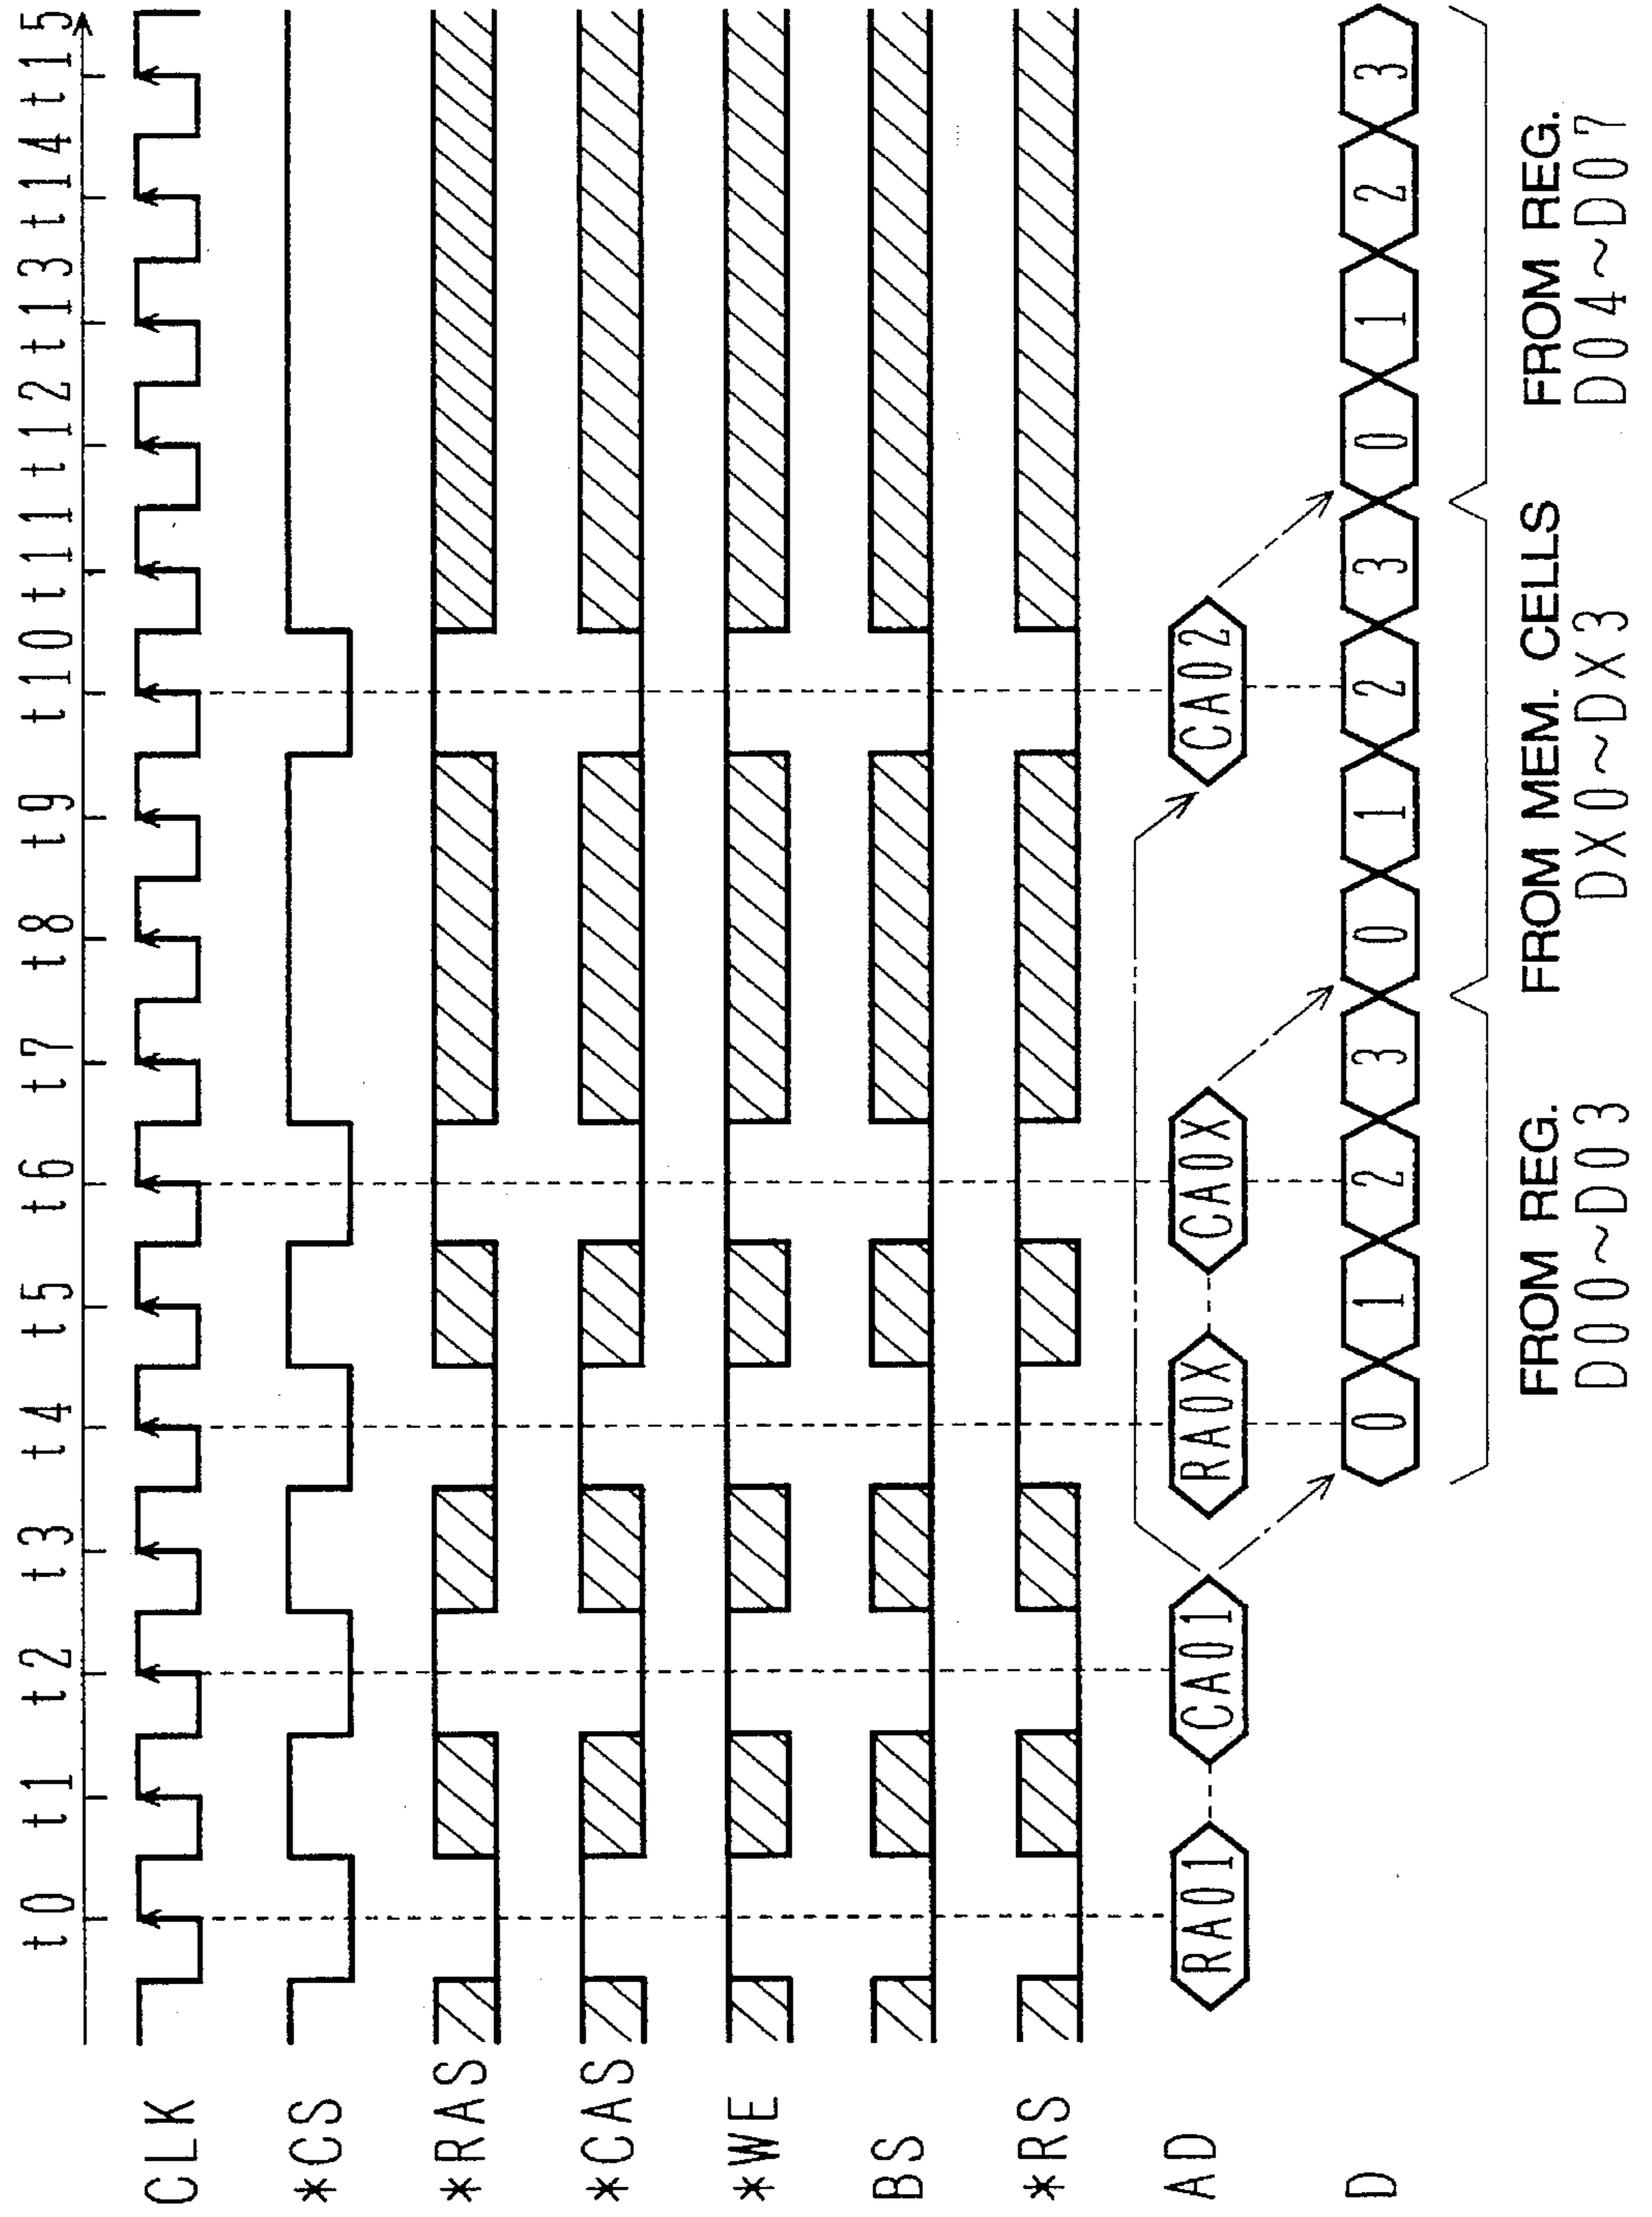 t0 t1 t2 t3 t4 t5 t6 t7 t8 t9 t10 t11 t12 t13 t14 t15
CLK
*CS
*RAS
*CAS
*WE
BS
*RS
AD RA01 CA01 RA0X CA0X CA02
D 0 1 2 3 0 1 2 3 0 1 2 3
FROM REG. FROM MEM. CELLS FROM REG.
D00~D03 DX0~DX3 D04~D07